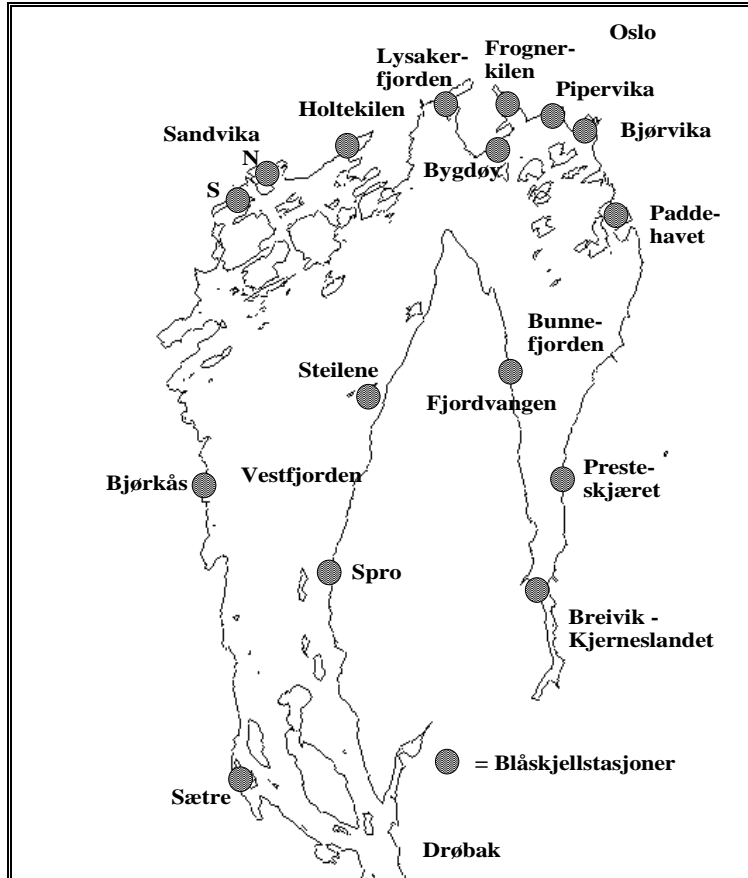 Oslo
Lysaker-
fjorden
Frogner-
kilen
Pipervika
Holtekilen
Bjørvika
Sandvika
N
S
Bygdøy
Padde-
havet
Bunne-
fjorden
Steilene
Fjordvangen
Bjørkås
Vestfjorden
Preste-
skjæret
Spro
Breivik -
Kjerneslandet
= Blåskjellstasjoner
Sætre
Drøbak